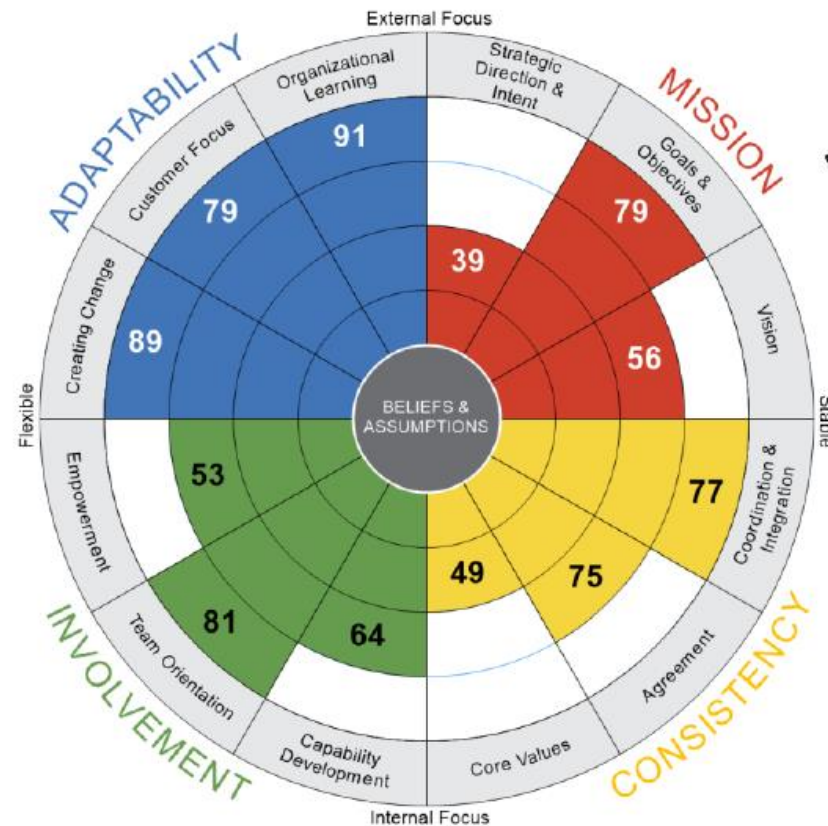 External Focus
ADAPTABILITY
MISSION
Organizational
Learning
Strategic
Direction &
Intent
Customer Focus
Goals &
Objectives
Creating Change
Vision
91
79
89
39
79
56
Flexible
BELIEFS &
ASSUMPTIONS
Stable
Empowerment
53
77
Coordination &
Integration
Team Orientation
81
64
49
75
Agreement
Capability
Development
Core Values
INVOLVEMENT
CONSISTENCY
Internal Focus